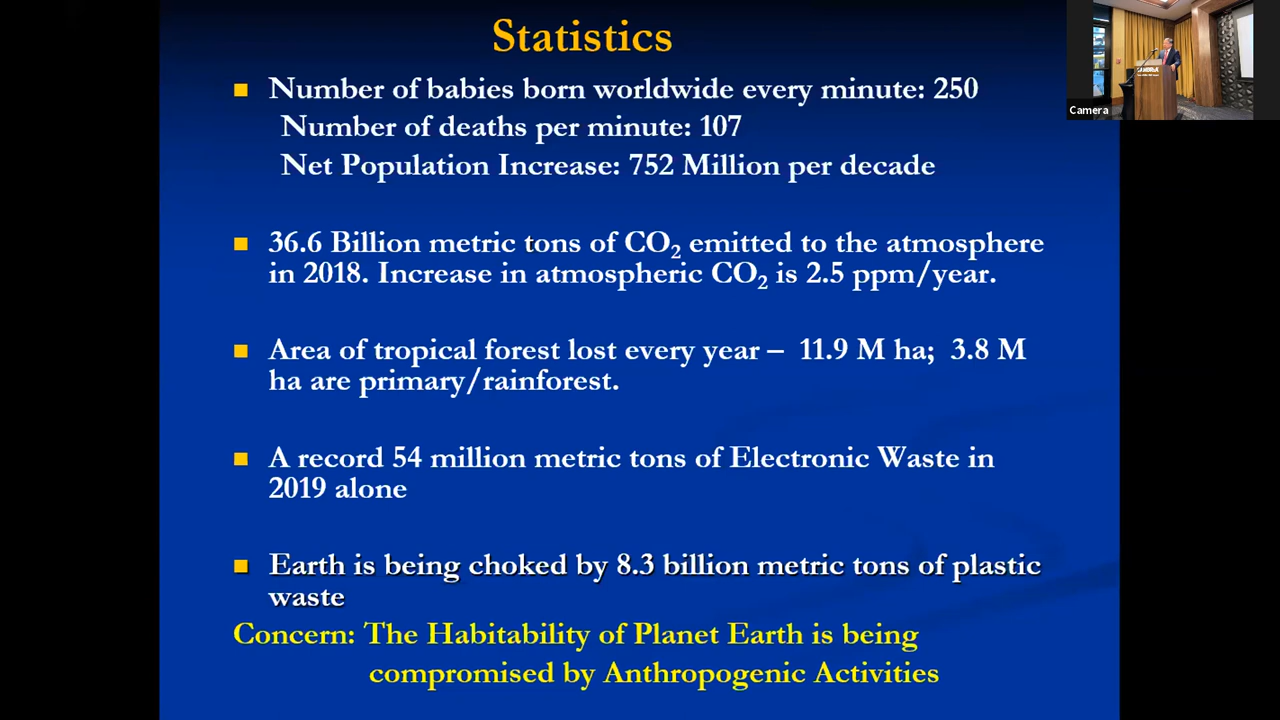 Statistics
Number of babies born worldwide every minute: 250
Number of deaths per minute: 107
Net Population Increase: 752 Million per decade
36.6 Billion metric tons of CO₂ emitted to the atmosphere
in 2018. Increase in atmospheric CO₂ is 2.5 ppm/year.
Area of tropical forest lost every year – 11.9 M ha; 3.8 M
ha are primary/rainforest.
A record 54 million metric tons of Electronic Waste in
2019 alone
Earth is being choked by 8.3 billion metric tons of plastic
waste
Concern: The Habitability of Planet Earth is being
compromised by Anthropogenic Activities
Camera